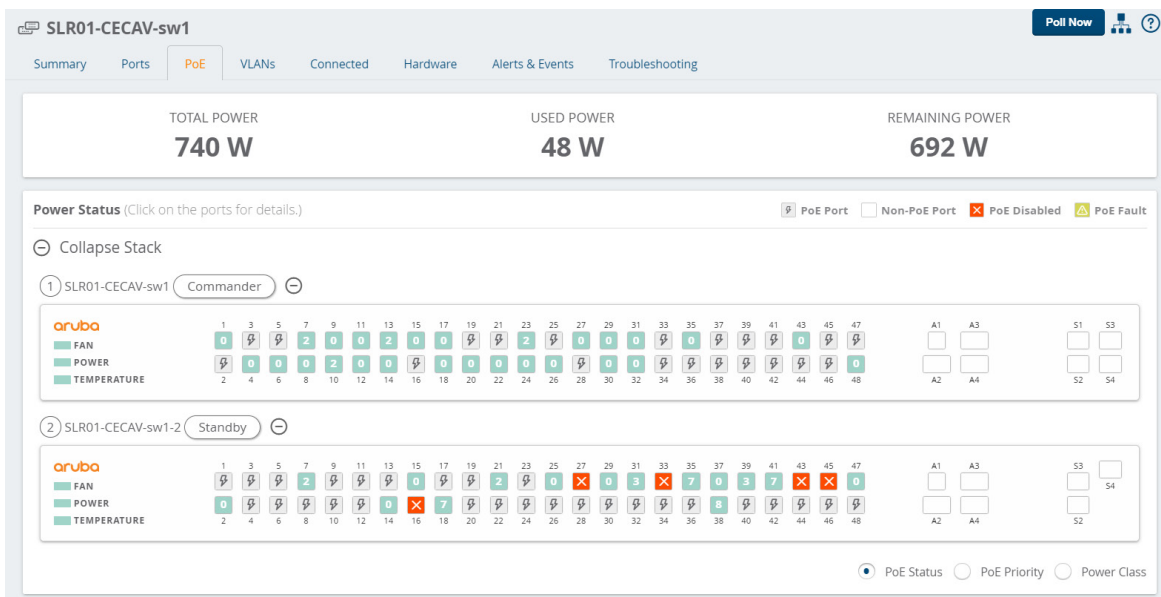 SLR01-CECAV-sw1 Poll Now ?
Summary Ports PoE VLANs Connected Hardware Alerts & Events Troubleshooting
TOTAL POWER USED POWER REMAINING POWER
740 W 48 W 692 W
Power Status (Click on the ports for details.) PoE Port Non-PoE Port PoE Disabled PoE Fault
Collapse Stack
1 SLR01-CECAV-sw1 Commander
1 3 5 7 9 11 13 15 17 19 21 23 25 27 29 31 33 35 37 39 41 43 45 47 A1 A3 S1 S3
aruba
0 2 0 0 2 0 0 2 0 0 0 0 0
FAN
POWER
0 0 0 2 0 0 0 0 0 0 0 0 0 0
TEMPERATURE
2 4 6 8 10 12 14 16 18 20 22 24 26 28 30 32 34 36 38 40 42 44 46 48 A2 A4 S2 S4
2 SLR01-CECAV-sw1-2 Standby
1 3 5 7 9 11 13 15 17 19 21 23 25 27 29 31 33 35 37 39 41 43 45 47 A1 A3 S3
aruba
2 0 2 0 0 3 7 0 3 7 0
FAN
S4
POWER
0 0 7 8
TEMPERATURE
2 4 6 8 10 12 14 16 18 20 22 24 26 28 30 32 34 36 38 40 42 44 46 48 A2 A4 S2
PoE Status PoE Priority Power Class